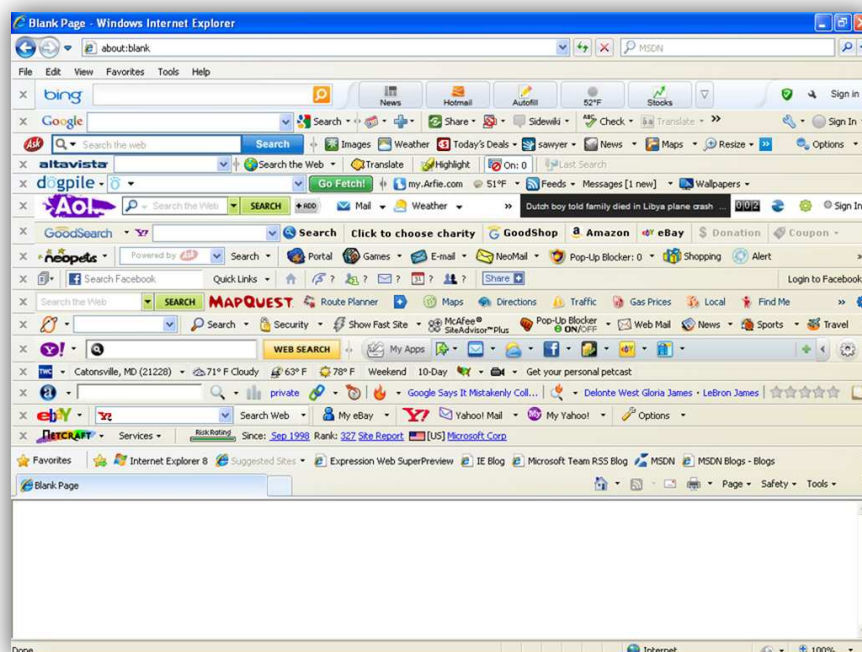 Blank Page - Windows Internet Explorer
about:blank MSDN
File Edit View Favorites Tools Help
bing News Hotmail Autofill 52°F Stocks Sign in
Google Search Share Sidewiki Check Translate Sign In
Ask Search the web Search Images Weather Today's Deals sawyer News Maps Resize Options
altavista Search the Web Translate Highlight On: 0 Last Search
dogpile Go Fetch! my.Arfie.com 51°F Feeds Messages [1 new] Wallpapers
Aol. Search the Web SEARCH + ADD Mail Weather » Dutch boy told family died in Libya plane crash ... 002 Sign In
GoodSearch Y! Search Click to choose charity GoodShop Amazon eBay Donation Coupon
neopets Powered by Ask Search Portal Games E-mail NeoMail Pop-Up Blocker: 0 Shopping Alert
Search Facebook Quick Links ? ? ? ? ? Share Login to Facebook
Search the Web SEARCH MAPQUEST Route Planner Maps Directions Traffic Gas Prices Local Find Me »
Search Security Show Fast Site McAfee® SiteAdvisor™Plus Pop-Up Blocker ON/OFF Web Mail News Sports Travel
Y! WEB SEARCH My Apps
TWC Catonsville, MD (21228) 71° F Cloudy 63° F 78° F Weekend 10-Day Get your personal petcast
a private Google Says It Mistakenly Coll... Delonte West Gloria James • LeBron James
ebY Y! Search Web My eBay Y! Yahoo! Mail My Yahoo! Options
NETCRAFT Services Risk Rating Since: Sep 1998 Rank: 327 Site Report [US] Microsoft Corp
Favorites Internet Explorer 8 Suggested Sites Expression Web SuperPreview IE Blog Microsoft Team RSS Blog MSDN MSDN Blogs - Blogs
Blank Page Page Safety Tools
Done Internet 100%